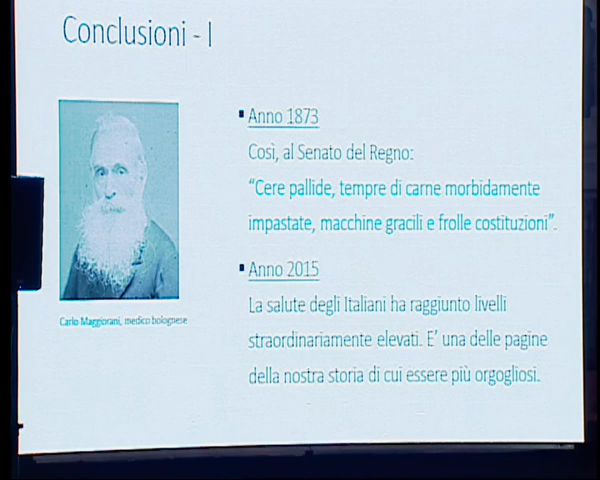 Conclusioni - I
Anno 1873
Così, al Senato del Regno:
“Cere pallide, tempre di carne morbidamente
impastate, macchine gracili e frolle costituzioni”.
Anno 2015
La salute degli Italiani ha raggiunto livelli
straordinariamente elevati. E’ una delle pagine
della nostra storia di cui essere più orgogliosi.
Carlo Maggiorani, medico bolognese